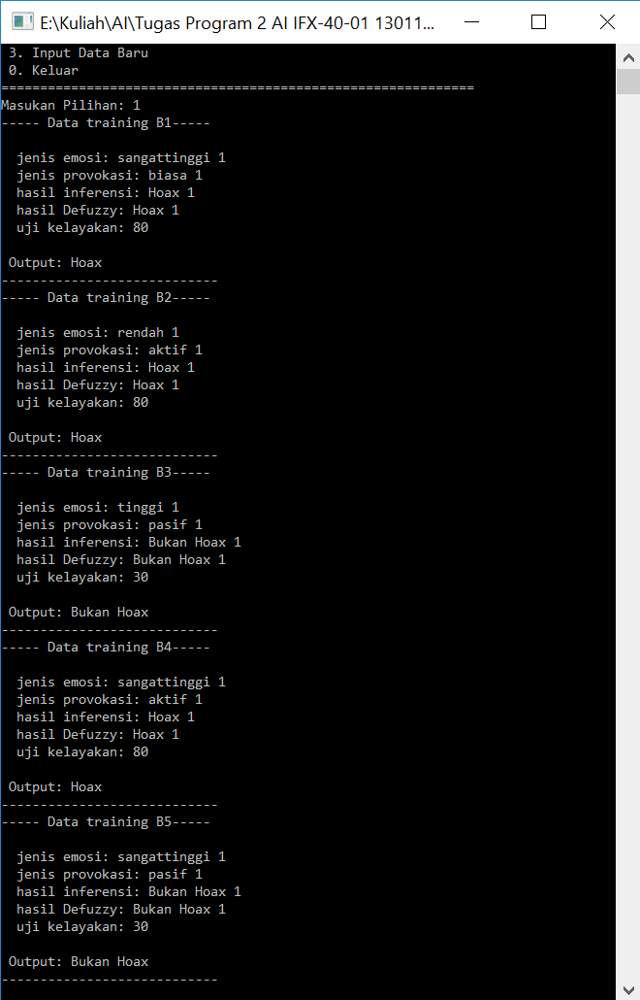 E:\Kuliah\AI\Tugas Program 2 AI IFX-40-01 13011...
3. Input Data Baru
0. Keluar
=============================================================
Masukan Pilihan: 1
----- Data training B1-----
jenis emosi: sangattinggi 1
jenis provokasi: biasa 1
hasil inferensi: Hoax 1
hasil Defuzzy: Hoax 1
uji kelayakan: 80
Output: Hoax
----------------------------
----- Data training B2-----
jenis emosi: rendah 1
jenis provokasi: aktif 1
hasil inferensi: Hoax 1
hasil Defuzzy: Hoax 1
uji kelayakan: 80
Output: Hoax
----------------------------
----- Data training B3-----
jenis emosi: tinggi 1
jenis provokasi: pasif 1
hasil inferensi: Bukan Hoax 1
hasil Defuzzy: Bukan Hoax 1
uji kelayakan: 30
Output: Bukan Hoax
----------------------------
----- Data training B4-----
jenis emosi: sangattinggi 1
jenis provokasi: aktif 1
hasil inferensi: Hoax 1
hasil Defuzzy: Hoax 1
uji kelayakan: 80
Output: Hoax
----------------------------
----- Data training B5-----
jenis emosi: sangattinggi 1
jenis provokasi: pasif 1
hasil inferensi: Bukan Hoax 1
hasil Defuzzy: Bukan Hoax 1
uji kelayakan: 30
Output: Bukan Hoax
----------------------------